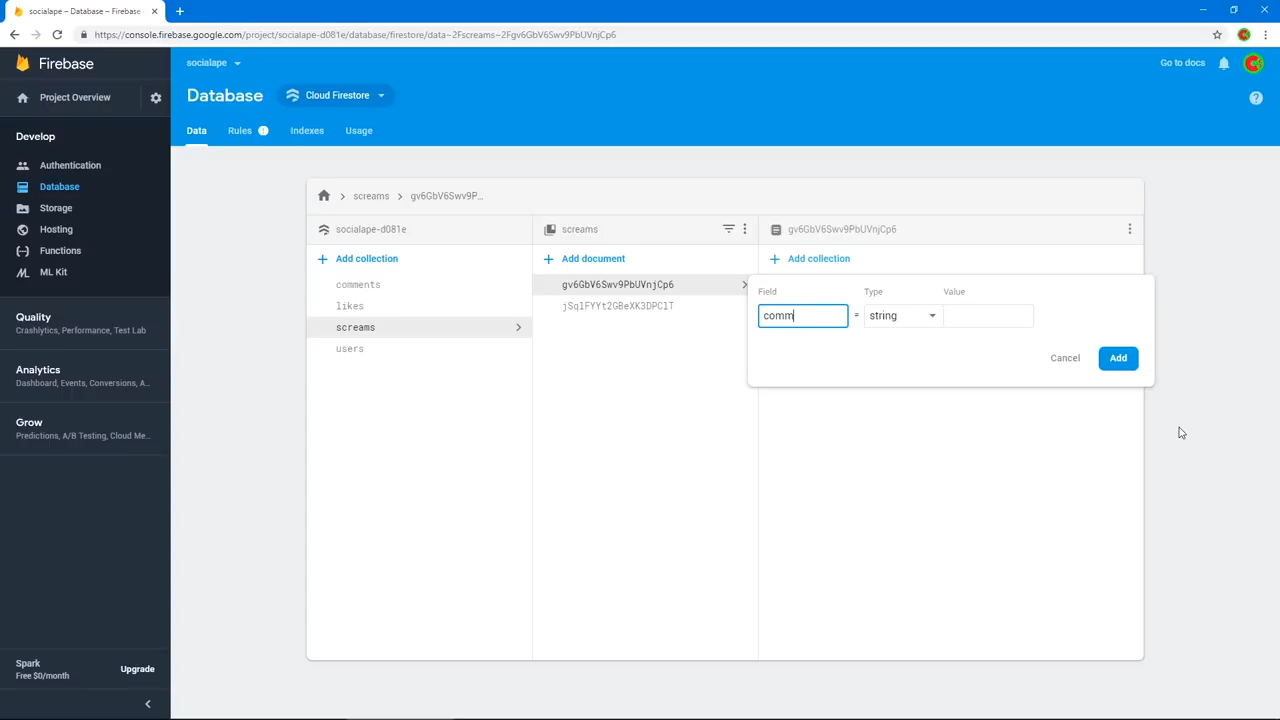 socialape – Database – Firebase
https://console.firebase.google.com/project/socialape-d081e/database/firestore/data~2Fscreams~2Fgv6GbV6Swv9PbUVnjCp6
Firebase
Project Overview
Develop
Authentication
Database
Storage
Hosting
Functions
ML Kit
Quality
Crashlytics, Performance, Test Lab
Analytics
Dashboard, Events, Conversions, A...
Grow
Predictions, A/B Testing, Cloud Me...
Spark
Free $0/month
Upgrade
socialape
Go to docs
Database
Cloud Firestore
Data
Rules
Indexes
Usage
screams
gv6GbV6Swv9P...
socialape-d081e
screams
gv6GbV6Swv9PbUVnjCp6
Add collection
Add document
Add collection
comments
likes
screams
users
gv6GbV6Swv9PbUVnjCp6
jSqlFYYt2GBeXK3DPClT
Field
Type
Value
comm
=
string
Cancel
Add